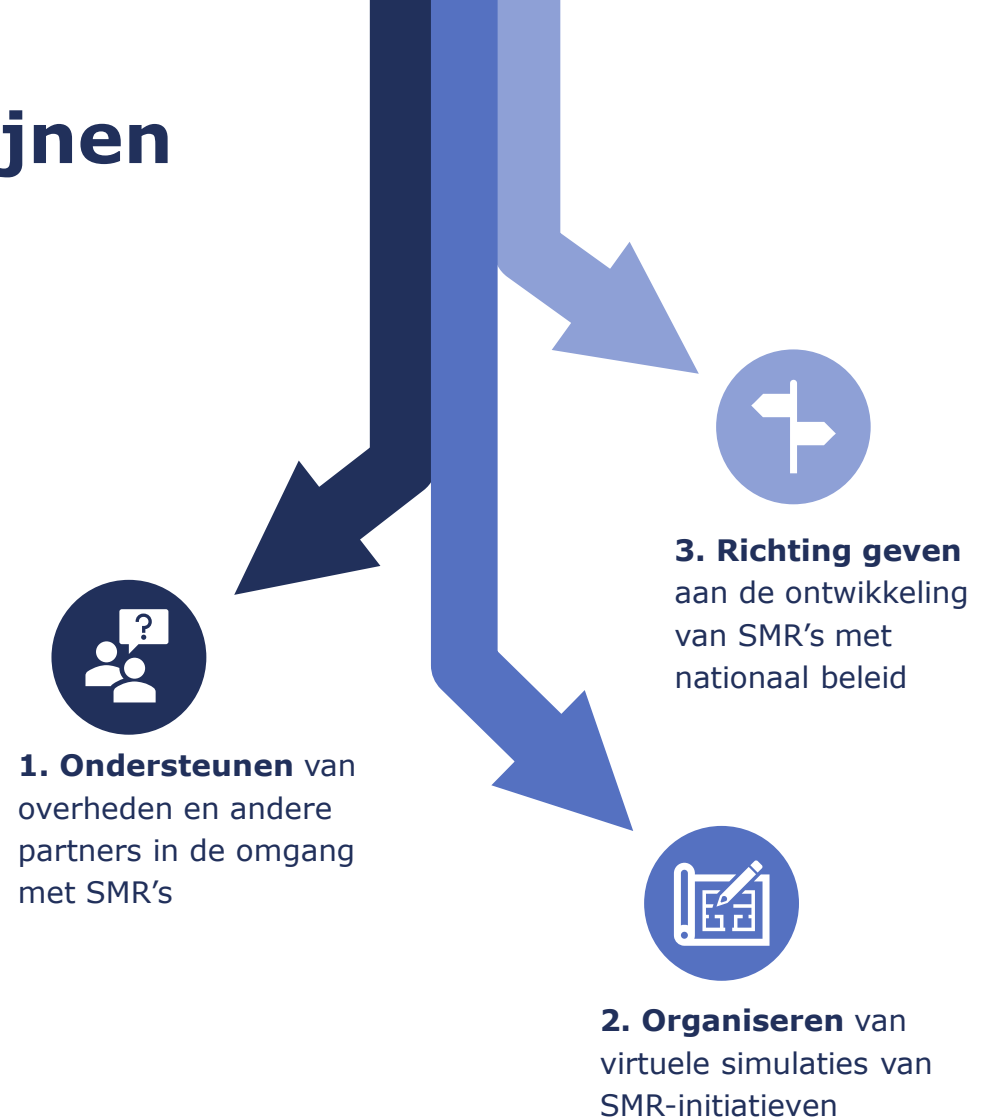 jnen
1. Ondersteunen van
overheden en andere
partners in de omgang
met SMR’s
2. Organiseren van
virtuele simulaties van
SMR-initiatieven
3. Richting geven
aan de ontwikkeling
van SMR’s met
nationaal beleid
?